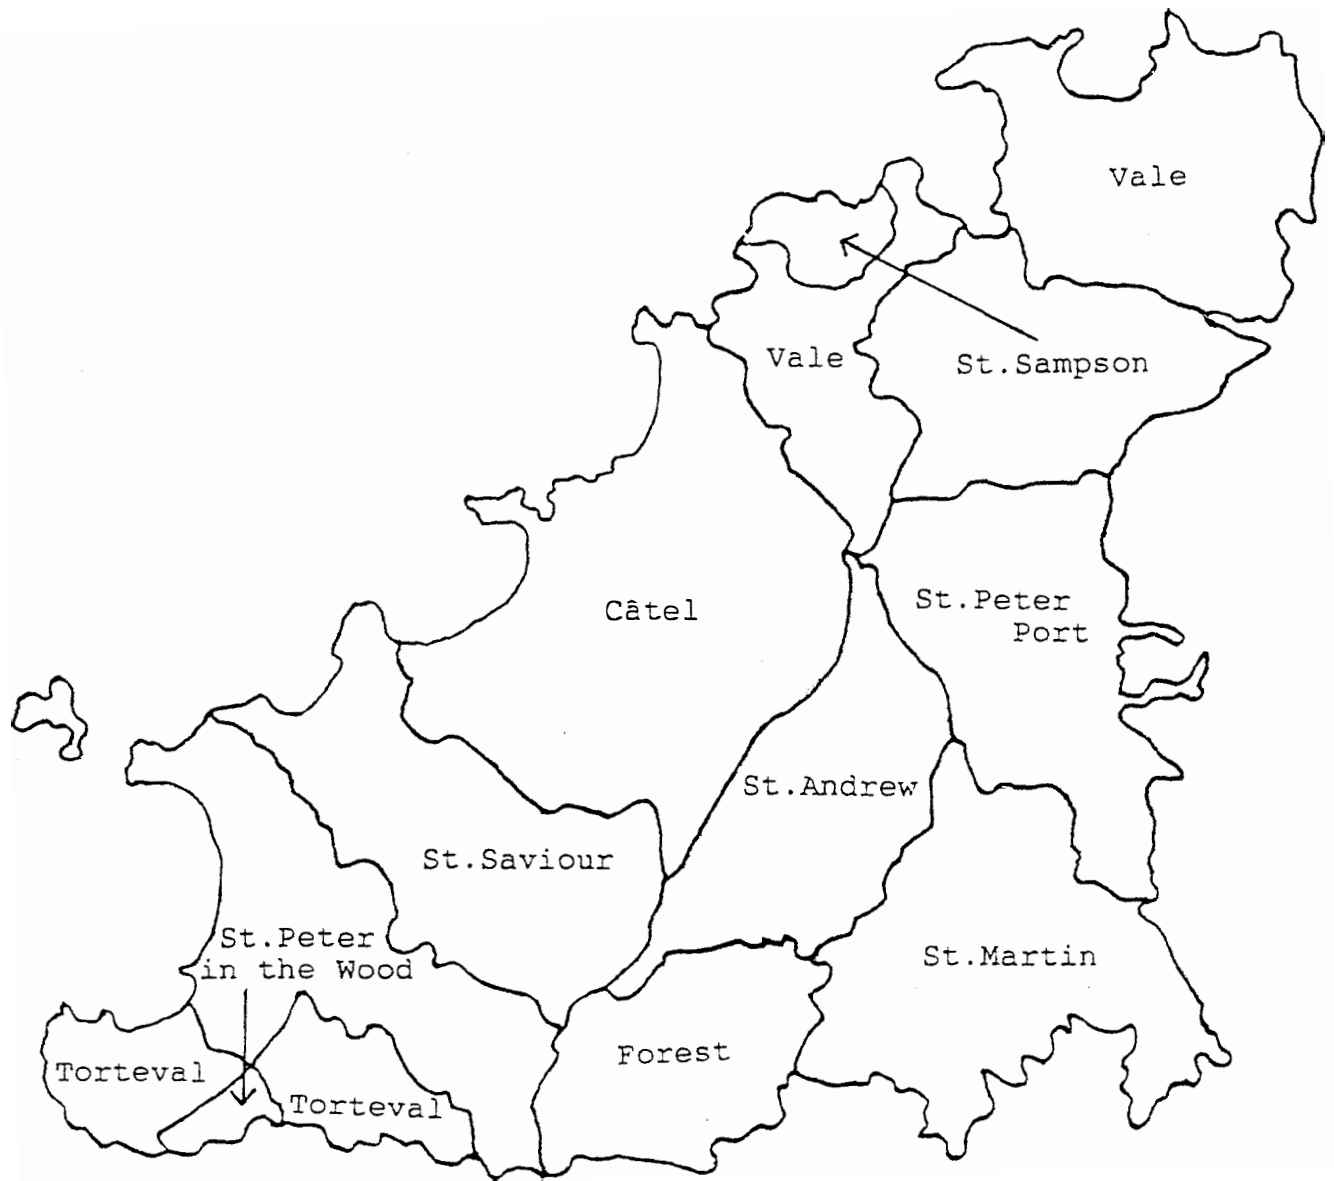 Vale
Vale
St.Sampson
Câtel
St.Peter
Port
St.Andrew
St.Saviour
St.Peter
in the Wood
St.Martin
Forest
Torteval
Torteval